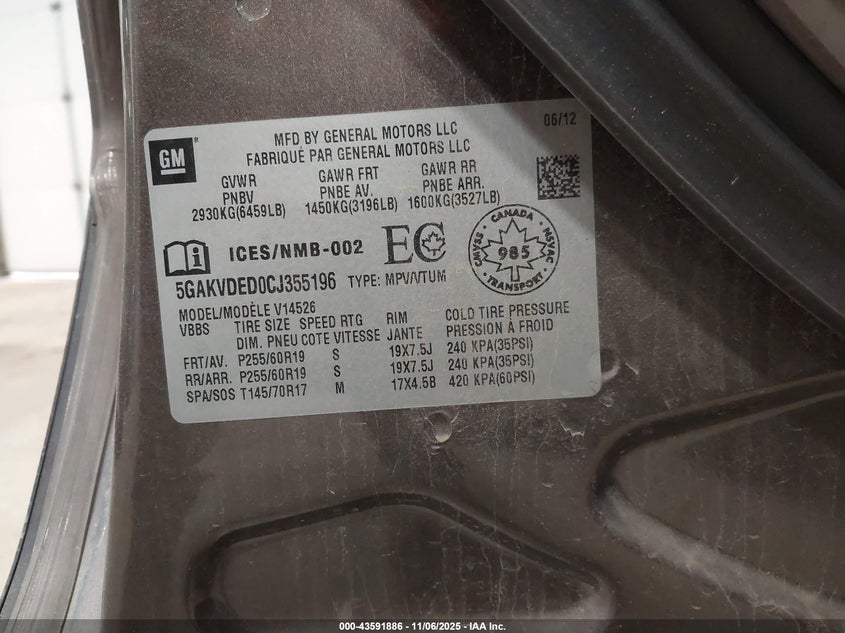 GM
MFD BY GENERAL MOTORS LLC
06/12
FABRIQUÉ PAR GENERAL MOTORS LLC
GVWR GAWR FRT GAWR RR
PNBV PNBE AV. PNBE ARR.
2930KG(6459LB) 1450KG(3196LB) 1600KG(3527LB)
ICES/NMB-002 EC
CANADA
CMVSS 985 NSVAC
TRANSPORT
5GAKVDED0CJ355196 TYPE: MPV/VTUM
MODEL/MODÈLE V14526
VBBS TIRE SIZE SPEED RTG RIM COLD TIRE PRESSURE
DIM. PNEU COTE VITESSE JANTE PRESSION À FROID
FRT/AV. P255/60R19 S 19X7.5J 240 KPA(35PSI)
RR/ARR. P255/60R19 S 19X7.5J 240 KPA(35PSI)
SPA/SOS T145/70R17 M 17X4.5B 420 KPA(60PSI)
000-43591886 - 11/06/2025 - IAA Inc.